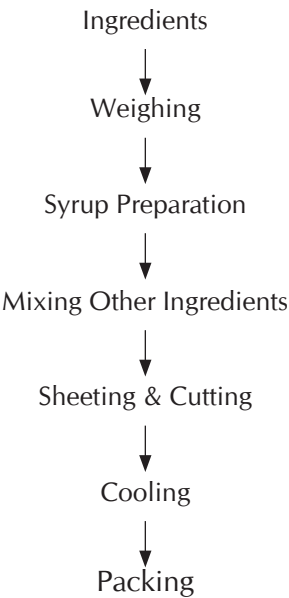 Ingredients
Weighing
Syrup Preparation
Mixing Other Ingredients
Sheeting & Cutting
Cooling
Packing